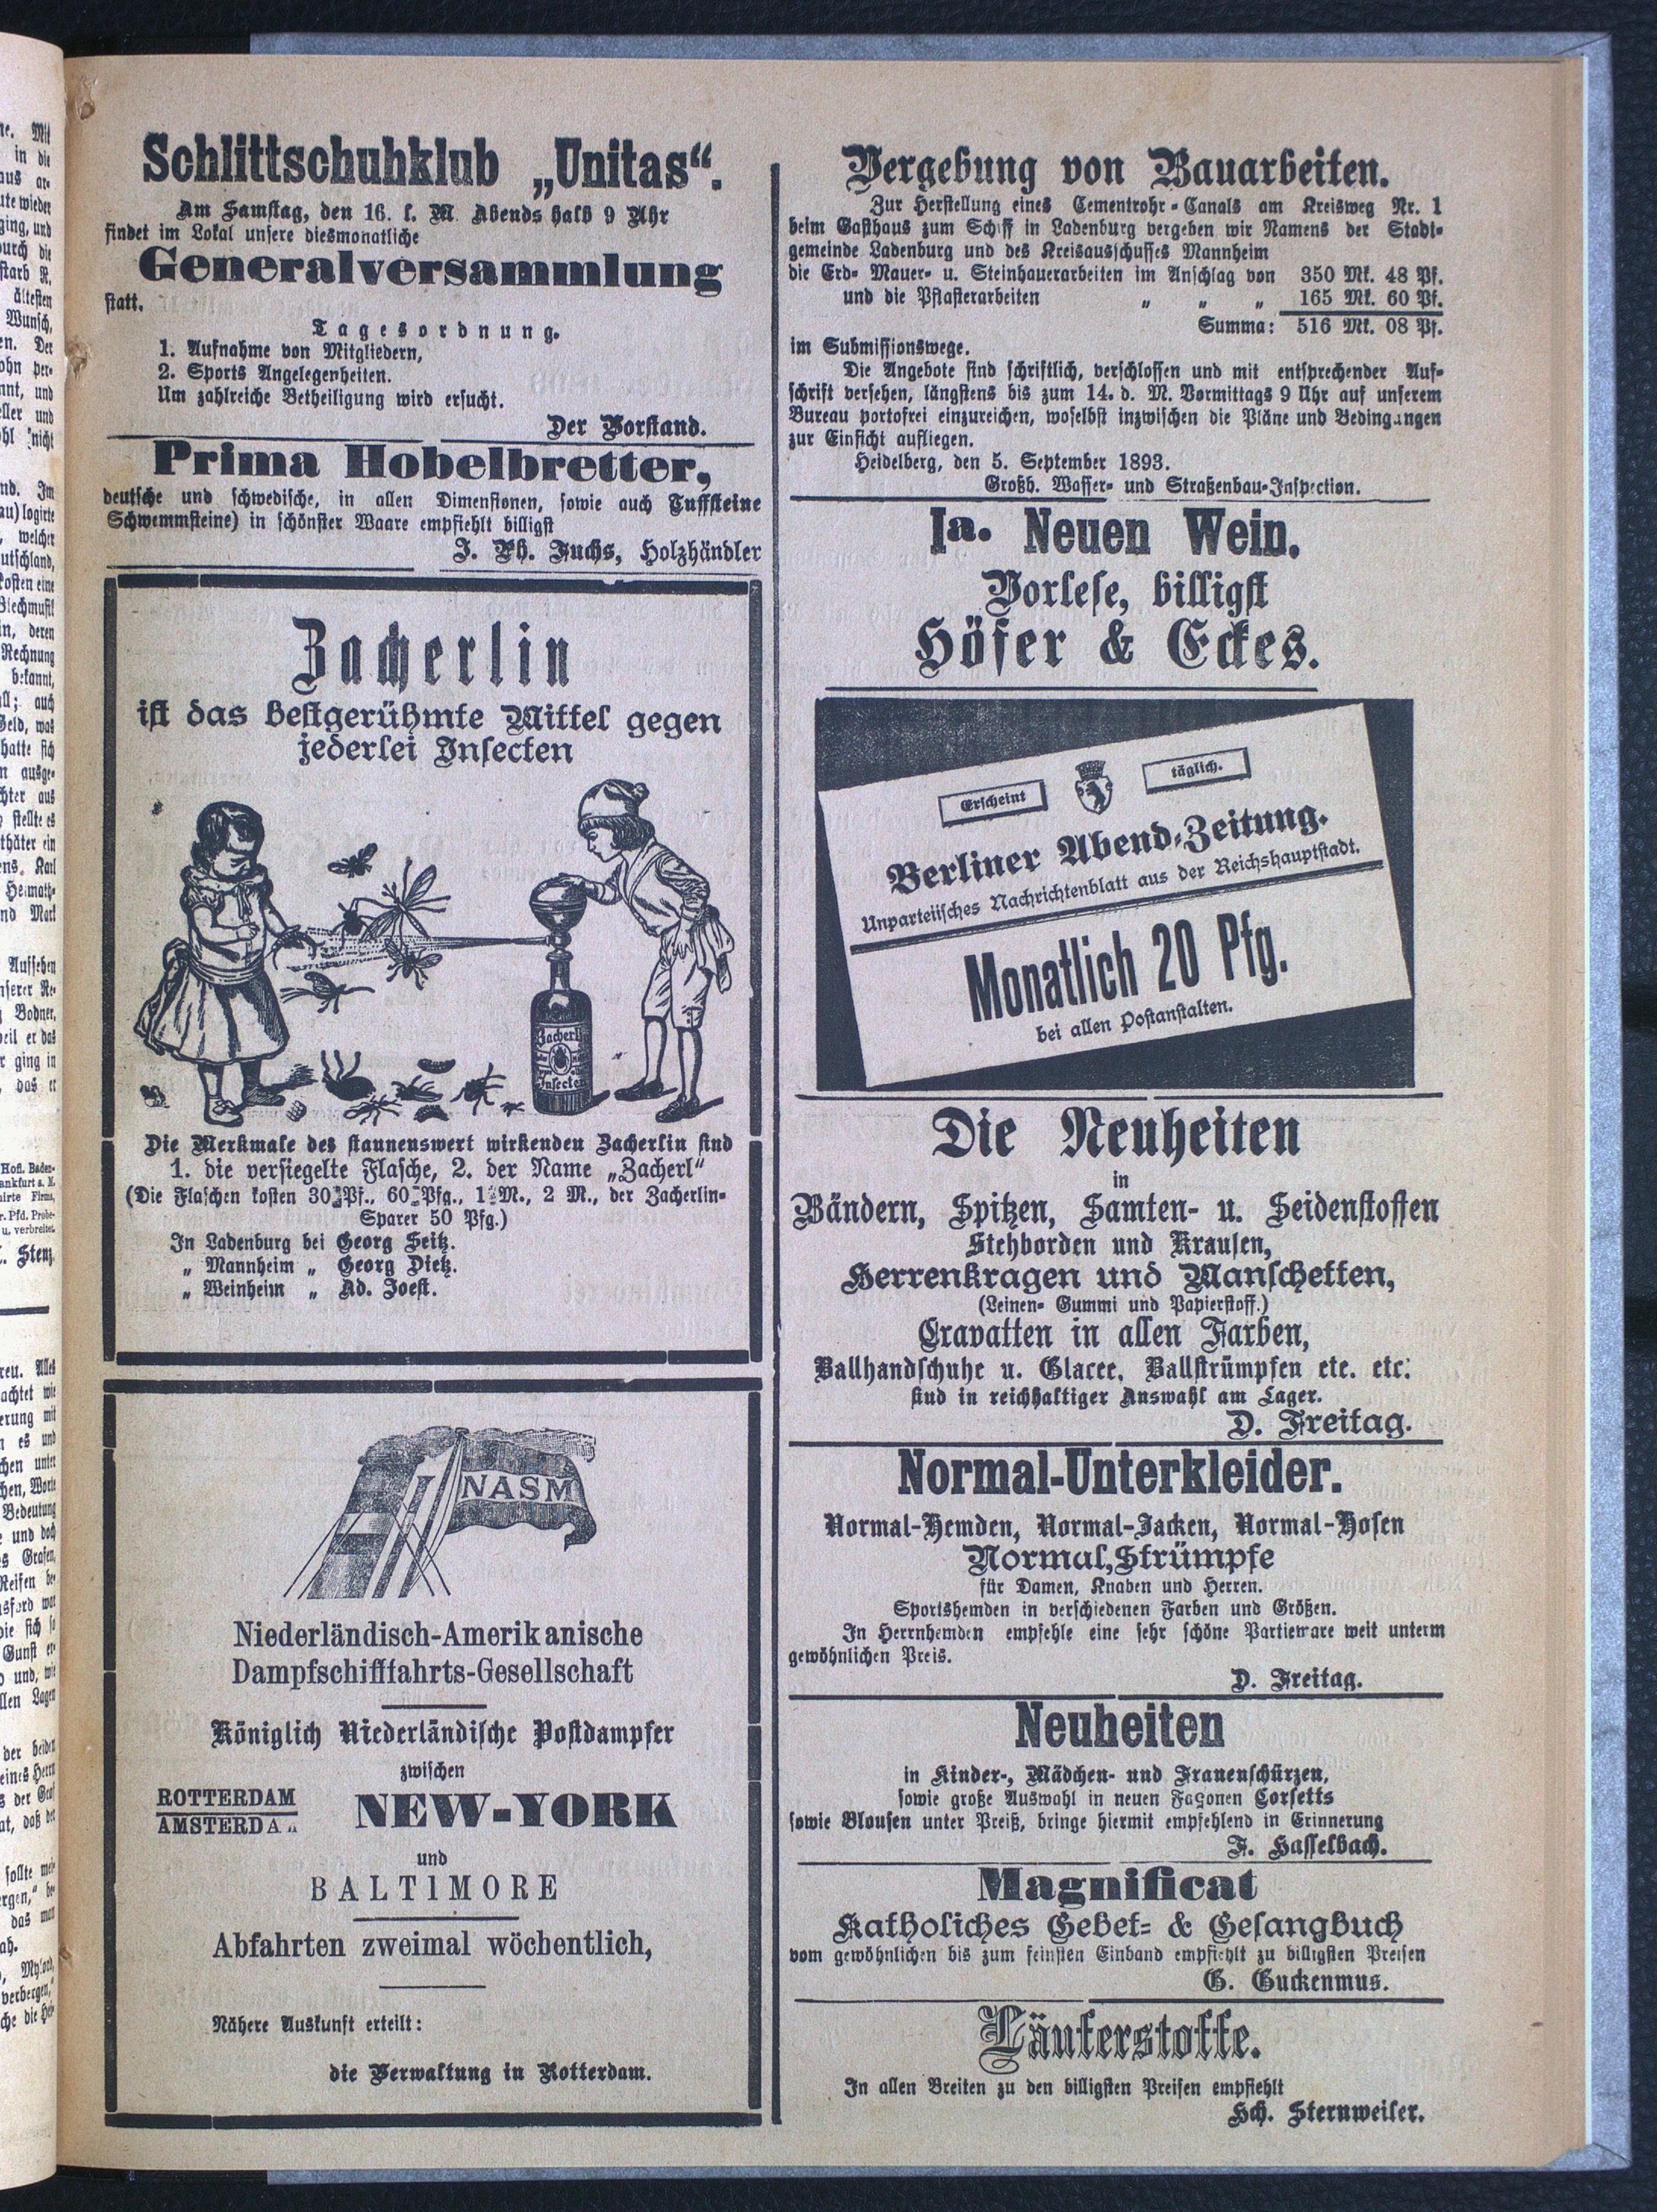 Schlittschuhklub „Unitas“.
Am Samstag, den 16. l. M. Abends halb 9 Uhr
findet im Lokal unsere diesmonatliche
Generalversammlung
statt.
Tagesordnung.
1. Aufnahme von Mitgliedern,
2. Sports Angelegenheiten.
Um zahlreiche Betheiligung wird ersucht.
Der Vorstand.
Prima Hobelbretter,
deutsche und schwedische, in allen Dimensionen, sowie auch Tuffsteine
Schwemmsteine) in schönster Waare empfiehlt billigst
J. Ph. Fuchs, Holzhändler
Zacherlin
ist das bestgerühmte Mittel gegen
jederlei Insecten
Zacherl
Insecten
Die Merkmale des staunenswert wirkenden Zacherlin sind
1. die versiegelte Flasche, 2. der Name „Zacherl“
(Die Flaschen kosten 30 Pf., 60 Pfg., 1 M., 2 M., der Zacherlin-
Sparer 50 Pfg.)
In Ladenburg bei Georg Seitz.
„ Mannheim „ Georg Dietz.
„ Weinheim „ Ad. Joest.
NASM
Niederländisch-Amerikanische
Dampfschifffahrts-Gesellschaft
Königlich Niederländische Postdampfer
zwischen
ROTTERDAM
AMSTERDAM
NEW-YORK
und
BALTIMORE
Abfahrten zweimal wöchentlich,
Nähere Auskunft erteilt:
die Verwaltung in Rotterdam.
Vergebung von Bauarbeiten.
Zur Herstellung eines Cementrohr-Canals am Kreisweg Nr. 1
beim Gasthaus zum Schiff in Ladenburg vergeben wir Namens der Stadt-
gemeinde Ladenburg und des Kreisausschusses Mannheim
die Erd- Mauer- u. Steinhauerarbeiten im Anschlag von 350 Mk. 48 Pf.
und die Pflasterarbeiten „ „ „ 165 Mk. 60 Pf.
Summa: 516 Mk. 08 Pf.
im Submissionswege.
Die Angebote sind schriftlich, verschlossen und mit entsprechender Auf-
schrift versehen, längstens bis zum 14. d. M. Vormittags 9 Uhr auf unserem
Bureau portofrei einzureichen, woselbst inzwischen die Pläne und Bedingungen
zur Einsicht aufliegen.
Heidelberg, den 5. September 1893.
Großh. Wasser- und Straßenbau-Inspection.
Ia. Neuen Wein.
Vorlese, billigst
Höfer & Eckes.
Erscheint täglich.
Berliner Abend-Zeitung.
Unparteiisches Nachrichtenblatt aus der Reichshauptstadt.
Monatlich 20 Pfg.
bei allen Postanstalten.
Die Neuheiten
in
Bändern, Spitzen, Samten- u. Seidenstoffen
Stehborden und Krausen,
Herrenkragen und Manschetten,
(Leinen- Gummi und Papierstoff.)
Cravatten in allen Farben,
Ballhandschuhe u. Glacee, Ballstrümpfen etc. etc.
sind in reichhaltiger Auswahl am Lager.
D. Freitag.
Normal-Unterkleider.
Normal-Hemden, Normal-Jacken, Normal-Hosen
Normal,Strümpfe
für Damen, Knaben und Herren.
Sportshemden in verschiedenen Farben und Größen.
In Herrnhemden empfehle eine sehr schöne Partieware weit unterm
gewöhnlichen Preis.
D. Freitag.
Neuheiten
in Kinder-, Mädchen- und Frauenschürzen,
sowie große Auswahl in neuen Façonen Corsetts
sowie Blousen unter Preiß, bringe hiermit empfehlend in Erinnerung
F. Hasselbach.
Magnificat
Katholiches Gebet- & Gesangbuch
vom gewöhnlichen bis zum feinsten Einband empfiehlt zu billigsten Preisen
G. Guckenmus.
Läuferstoffe.
In allen Breiten zu den billigsten Preisen empfiehlt
Hch. Sternweiler.